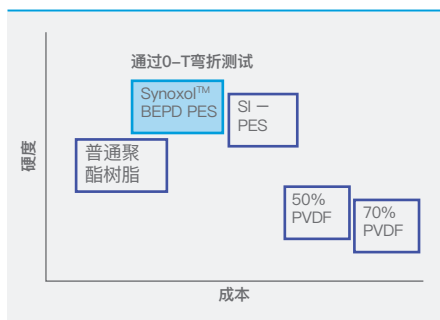 通过0-T弯折测试
Synoxol™
BEPD PES
SI -
PES
普通聚
酯树脂
硬度
50%
PVDF
70%
PVDF
成本